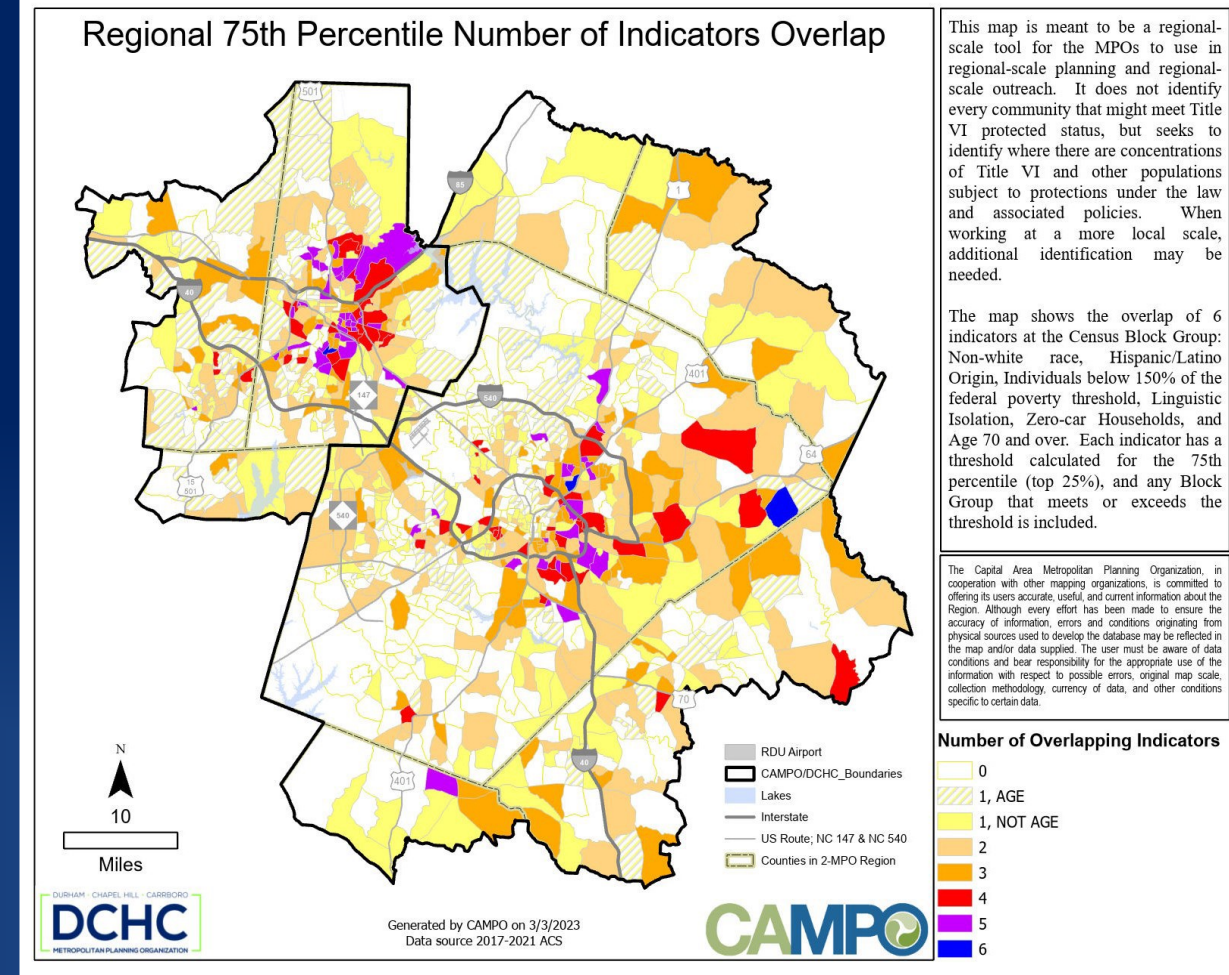 Regional 75th Percentile Number of Indicators Overlap
501
85
1
40
401
147
540
64
15
501
540
70
40
401
N
10
Miles
RDU Airport
CAMPO/DCHC_Boundaries
Lakes
Interstate
US Route; NC 147 & NC 540
Counties in 2-MPO Region
DURHAM · CHAPEL HILL · CARRBORO
DCHC
METROPOLITAN PLANNING ORGANIZATION
Generated by CAMPO on 3/3/2023
Data source 2017-2021 ACS
CAMPO
This map is meant to be a regional-
scale tool for the MPOs to use in
regional-scale planning and regional-
scale outreach. It does not identify
every community that might meet Title
VI protected status, but seeks to
identify where there are concentrations
of Title VI and other populations
subject to protections under the law
and associated policies. When
working at a more local scale,
additional identification may be
needed.
The map shows the overlap of 6
indicators at the Census Block Group:
Non-white race, Hispanic/Latino
Origin, Individuals below 150% of the
federal poverty threshold, Linguistic
Isolation, Zero-car Households, and
Age 70 and over. Each indicator has a
threshold calculated for the 75th
percentile (top 25%), and any Block
Group that meets or exceeds the
threshold is included.
The Capital Area Metropolitan Planning Organization, in
cooperation with other mapping organizations, is committed to
offering its users accurate, useful, and current information about the
Region. Although every effort has been made to ensure the
accuracy of information, errors and conditions originating from
physical sources used to develop the database may be reflected in
the map and/or data supplied. The user must be aware of data
conditions and bear responsibility for the appropriate use of the
information with respect to possible errors, original map scale,
collection methodology, currency of data, and other conditions
specific to certain data.
Number of Overlapping Indicators
0
1, AGE
1, NOT AGE
2
3
4
5
6